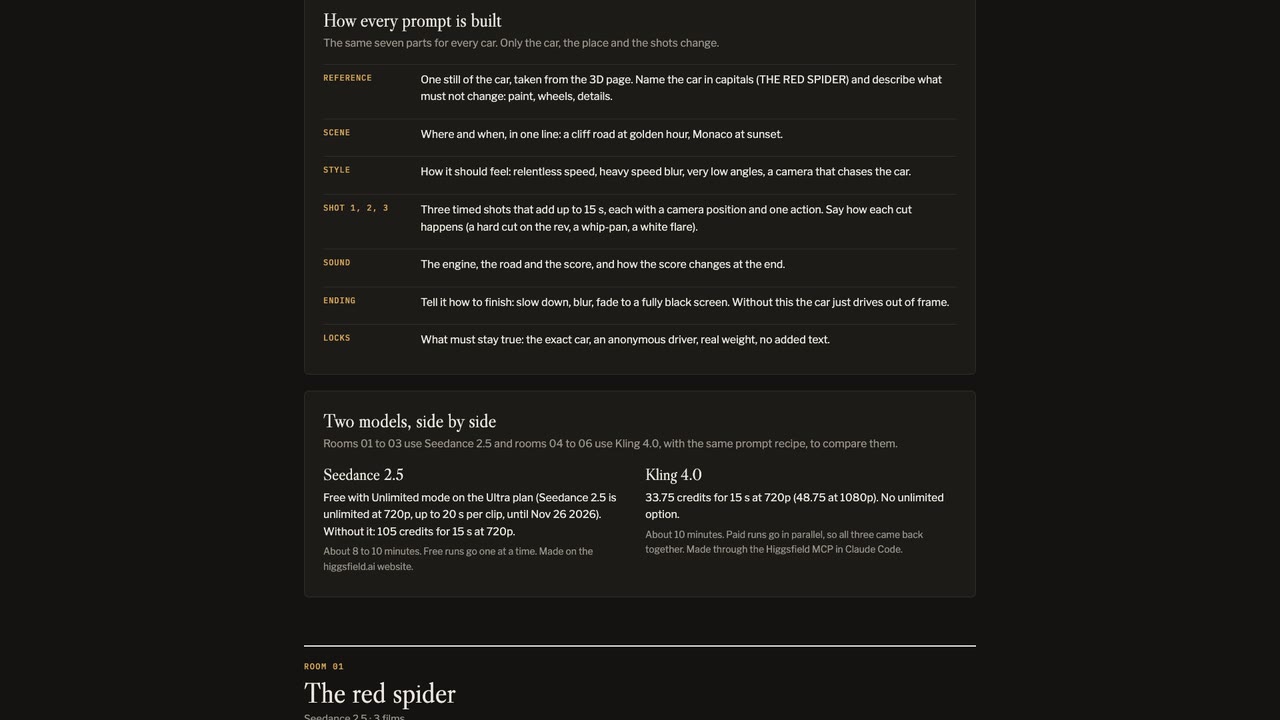 How every prompt is built
The same seven parts for every car. Only the car, the place and the shots change.
REFERENCE
One still of the car, taken from the 3D page. Name the car in capitals (THE RED SPIDER) and describe what
must not change: paint, wheels, details.
SCENE
Where and when, in one line: a cliff road at golden hour, Monaco at sunset.
STYLE
How it should feel: relentless speed, heavy speed blur, very low angles, a camera that chases the car.
SHOT 1, 2, 3
Three timed shots that add up to 15 s, each with a camera position and one action. Say how each cut
happens (a hard cut on the rev, a whip-pan, a white flare).
SOUND
The engine, the road and the score, and how the score changes at the end.
ENDING
Tell it how to finish: slow down, blur, fade to a fully black screen. Without this the car just drives out of frame.
LOCKS
What must stay true: the exact car, an anonymous driver, real weight, no added text.
Two models, side by side
Rooms 01 to 03 use Seedance 2.5 and rooms 04 to 06 use Kling 4.0, with the same prompt recipe, to compare them.
Seedance 2.5
Free with Unlimited mode on the Ultra plan (Seedance 2.5 is
unlimited at 720p, up to 20 s per clip, until Nov 26 2026).
Without it: 105 credits for 15 s at 720p.
About 8 to 10 minutes. Free runs go one at a time. Made on the
higgsfield.ai website.
Kling 4.0
33.75 credits for 15 s at 720p (48.75 at 1080p). No unlimited
option.
About 10 minutes. Paid runs go in parallel, so all three came back
together. Made through the Higgsfield MCP in Claude Code.
ROOM 01
The red spider
Seedance 2.5 · 3 films